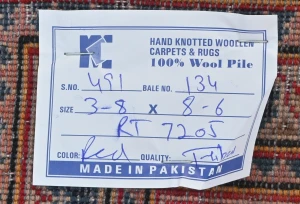 KC
HAND KNOTTED WOOLLEN
CARPETS & RUGS
100% Wool Pile
S.NO. 491 BALE NO. 134
SIZE 3-8 X 8-6
RT 7205
COLOR: Red QUALITY:
MADE IN PAKISTAN